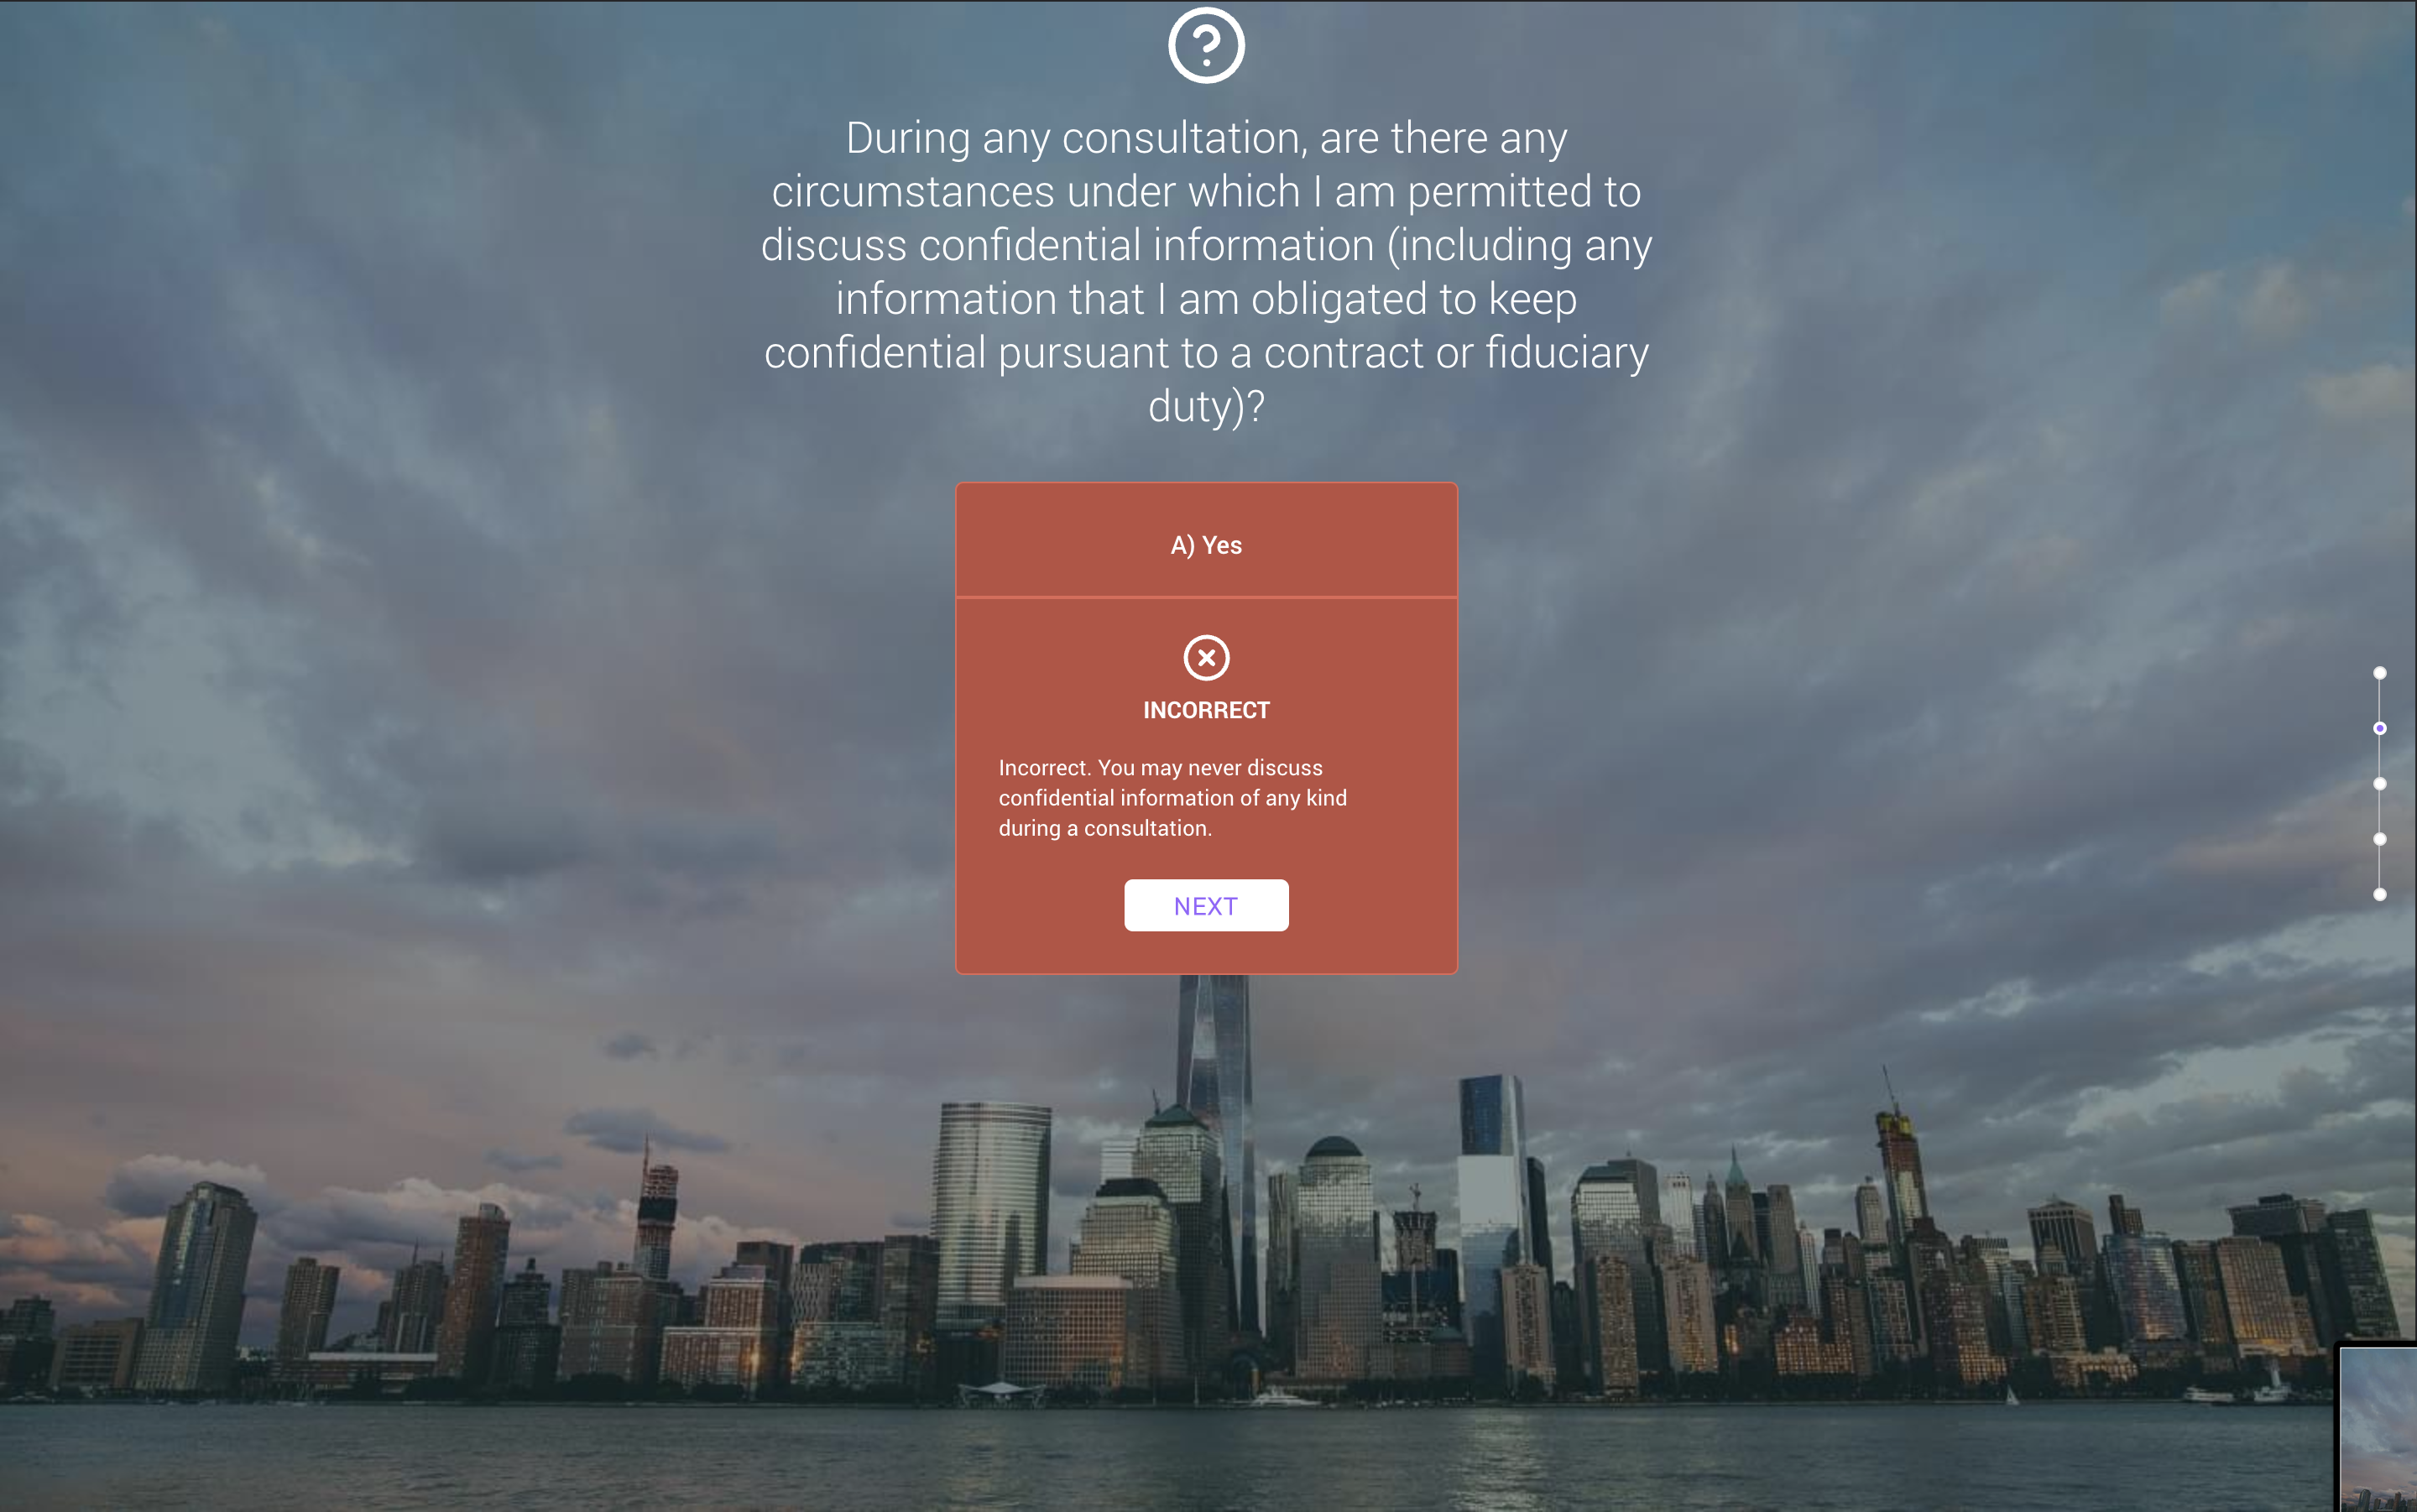 ?
During any consultation, are there any
circumstances under which I am permitted to
discuss confidential information (including any
information that I am obligated to keep
confidential pursuant to a contract or fiduciary
duty)?
A) Yes
INCORRECT
Incorrect. You may never discuss
confidential information of any kind
during a consultation.
NEXT